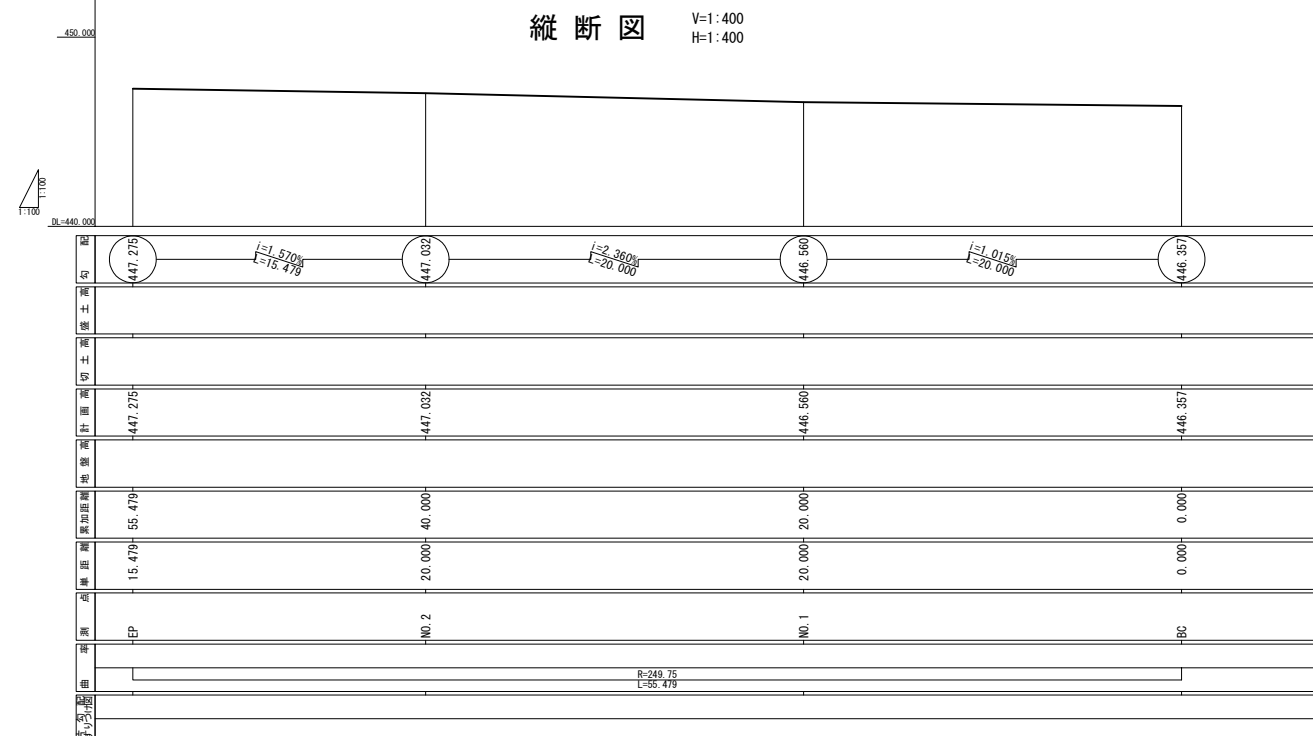 縦断図
V=1:400
H=1:400
450.000
1:100
1:100
DL=440.000
勾配
447.275
i=1.570%
L=15.479
447.032
i=2.360%
L=20.000
446.560
i=1.015%
L=20.000
446.357
盛土高
切土高
計画高
447.275
447.032
446.560
446.357
地盤高
累加距離
55.479
40.000
20.000
0.000
単距離
15.479
20.000
20.000
0.000
測点
EP
NO.2
NO.1
BC
曲率
R=249.75
L=55.479